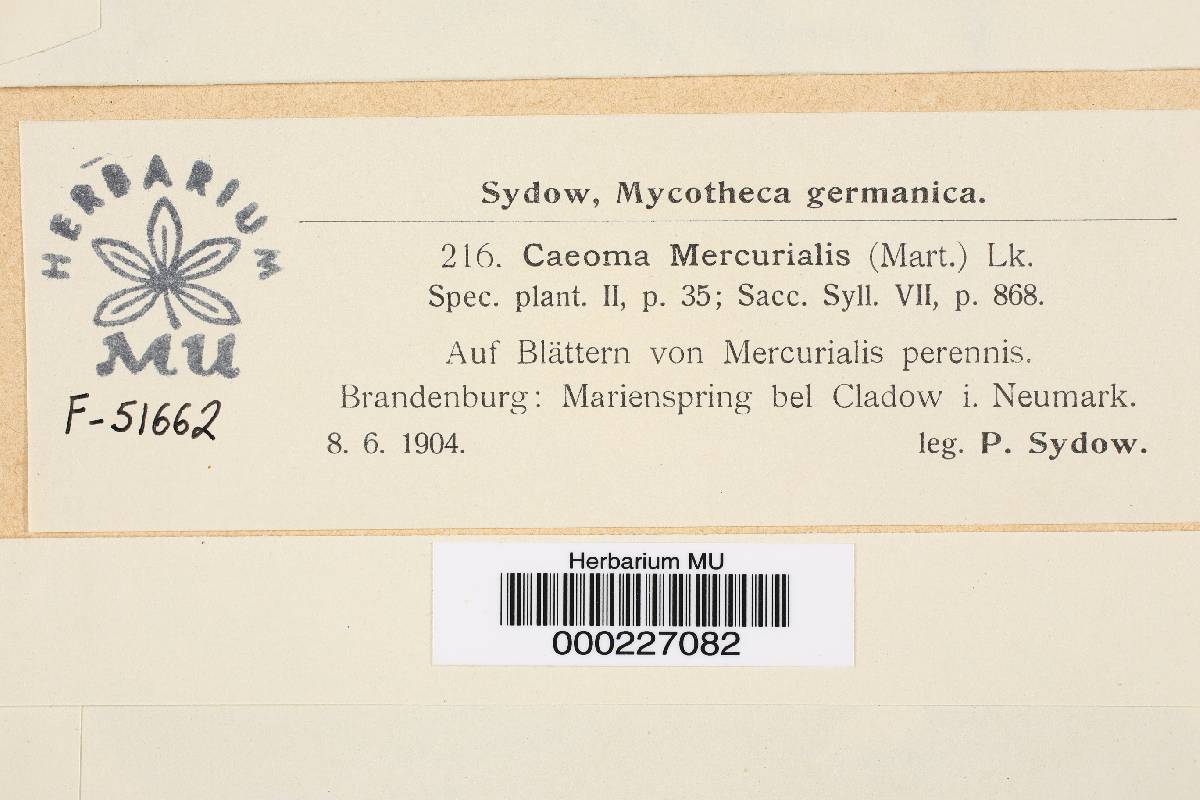 HERBARIUM
MU
F-51662
Sydow, Mycotheca germanica.
216. Caeoma Mercurialis (Mart.) Lk.
Spec. plant. II, p. 35; Sacc. Syll. VII, p. 868.
Auf Blättern von Mercurialis perennis.
Brandenburg: Marienspring bel Cladow i. Neumark.
8. 6. 1904. leg. P. Sydow.
Herbarium MU
000227082